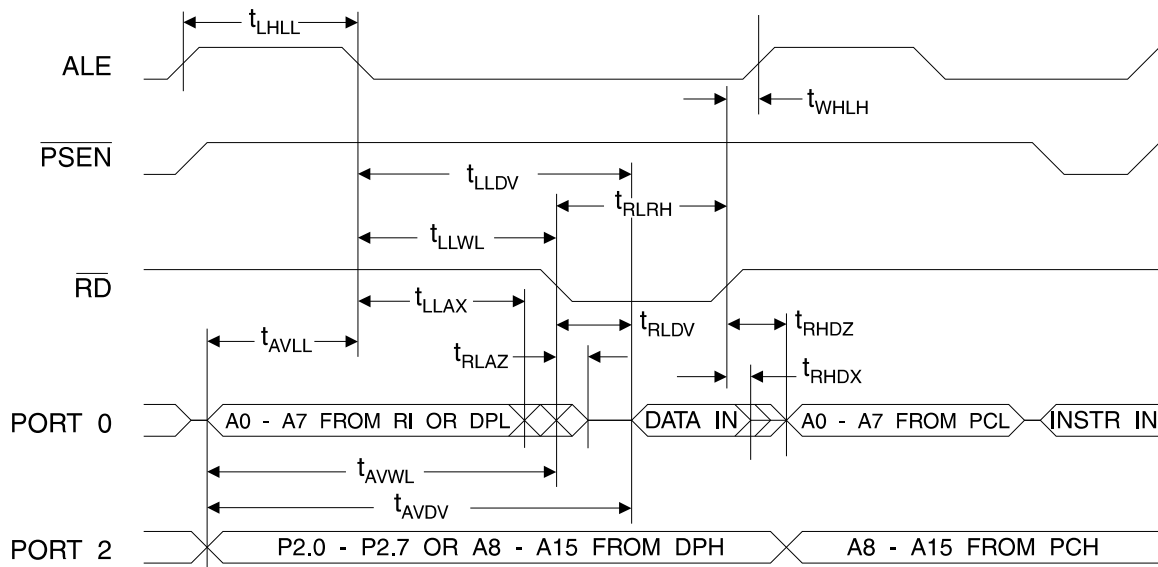 tLHLL
ALE
tWHLH
PSEN
tLLDV
tRLRH
tLLWL
RD
tLLAX
tRLDV
tRHDZ
tAVLL
tRLAZ
tRHDX
PORT 0
A0 - A7 FROM RI OR DPL
DATA IN
A0 - A7 FROM PCL
INSTR IN
tAVWL
tAVDV
PORT 2
P2.0 - P2.7 OR A8 - A15 FROM DPH
A8 - A15 FROM PCH